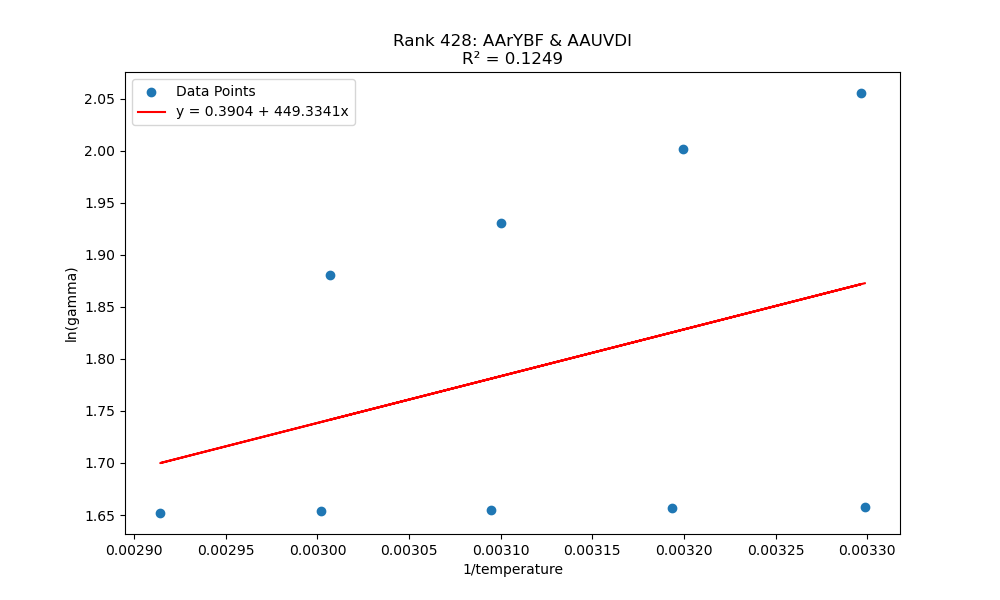 Rank 428: AArYBF & AAUVDI
R² = 0.1249
Data Points
y = 0.3904 + 449.3341x
2.05
2.00
1.95
1.90
1.85
1.80
1.75
1.70
1.65
ln(gamma)
0.00290 0.00295 0.00300 0.00305 0.00310 0.00315 0.00320 0.00325 0.00330
1/temperature